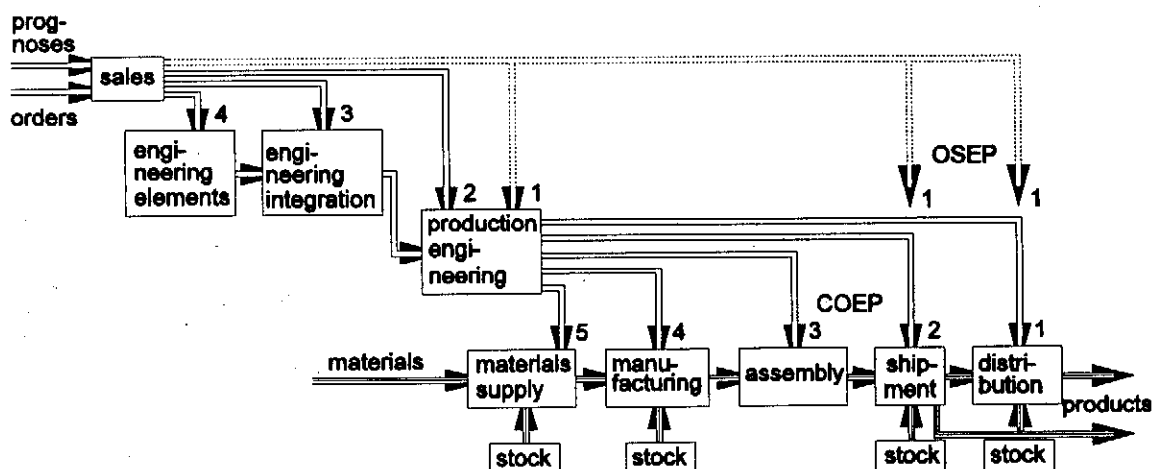 prog-
noses
sales
orders
4
3
engi-
neering
elements
engi-
neering
integration
2
1
OSEP
1
1
production
engi-
neering
COEP
5
4
3
2
1
materials
materials
supply
manu-
facturing
assembly
ship-
ment
distri-
bution
products
stock
stock
stock
stock